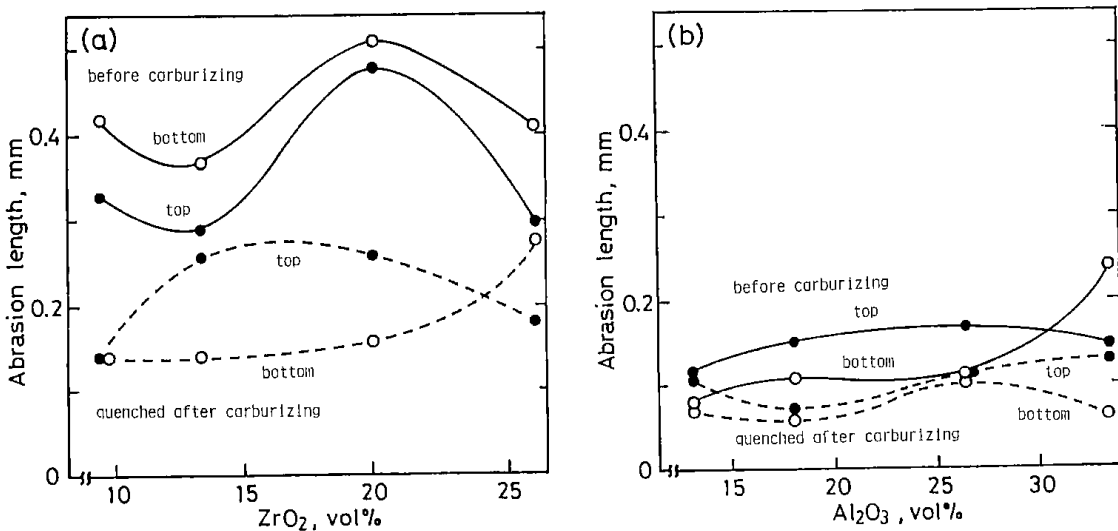 (a)
before carburizing
bottom
top
top
bottom
quenched after carburizing
0.4
0.2
0
10
15
20
25
Abrasion length, mm
ZrO₂, vol%
(b)
before carburizing
top
bottom
top
bottom
quenched after carburizing
0.4
0.2
0
15
20
25
30
Abrasion length, mm
Al₂O₃, vol%